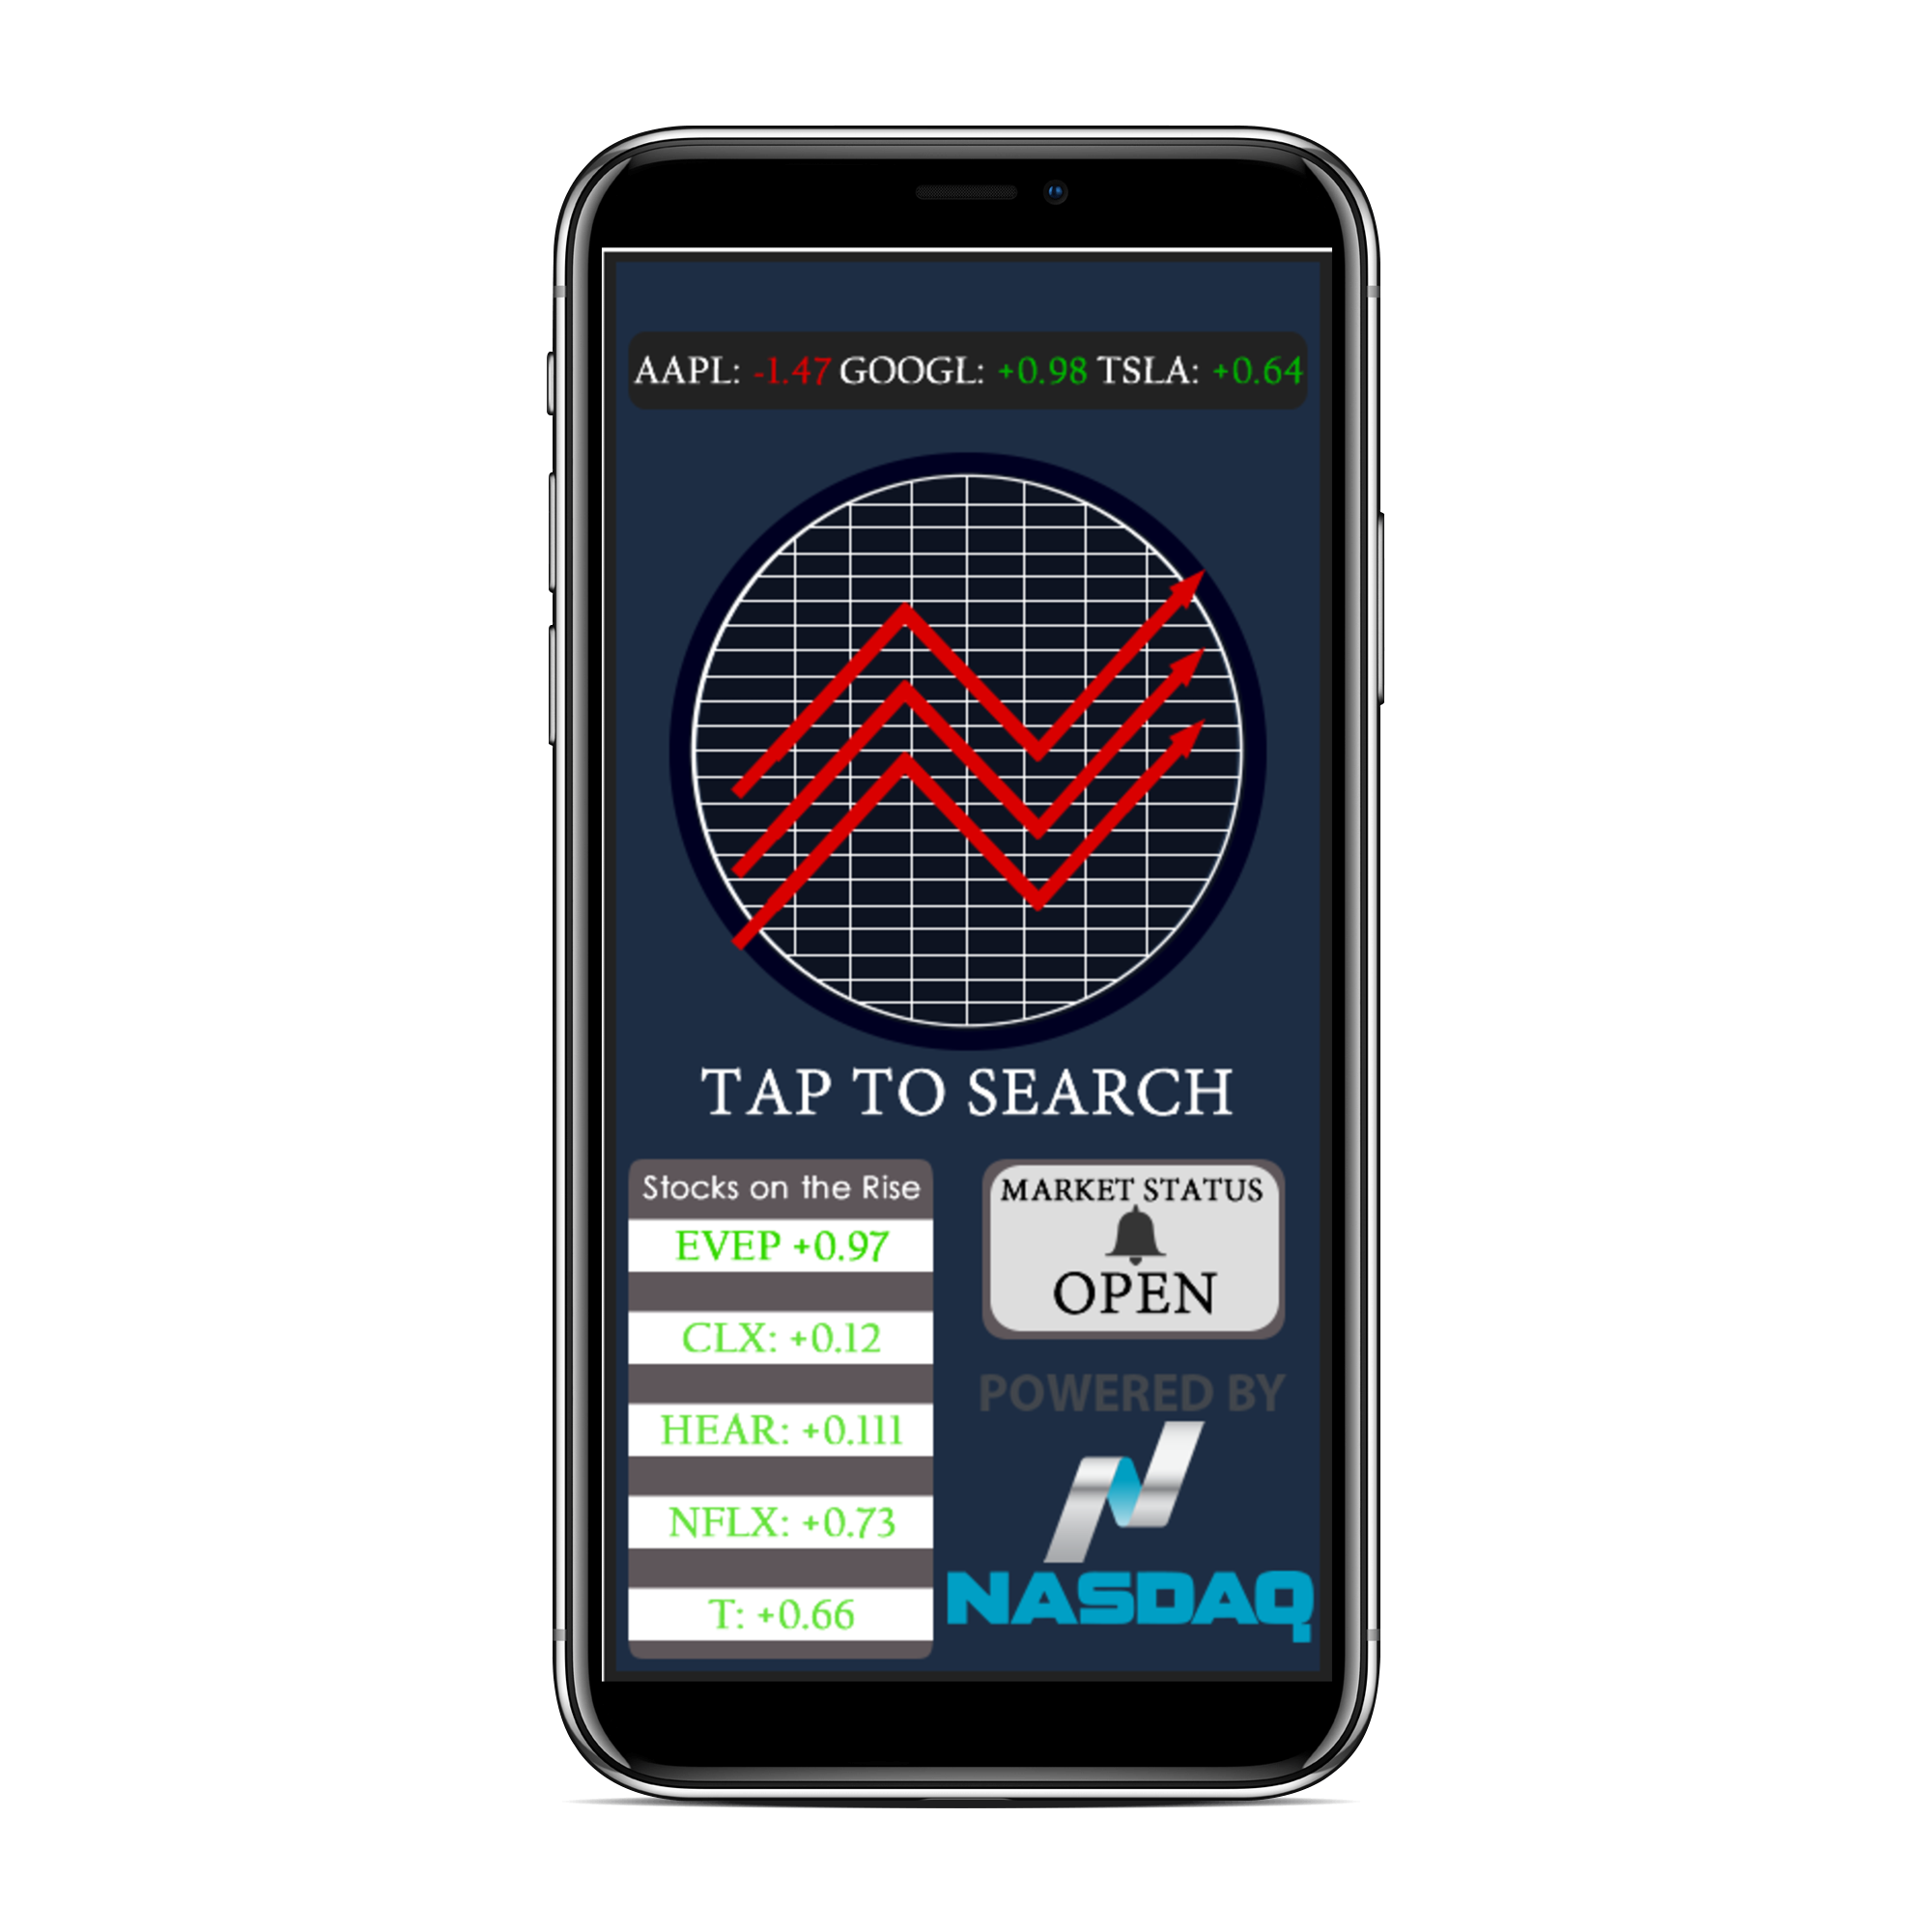 AAPL: -1.47 GOOGL: +0.98 TSLA: +0.64
TAP TO SEARCH
Stocks on the Rise
EVEP +0.97
CLX: +0.12
HEAR: +0.111
NFLX: +0.73
T: +0.66
MARKET STATUS
OPEN
POWERED BY
NASDAQ